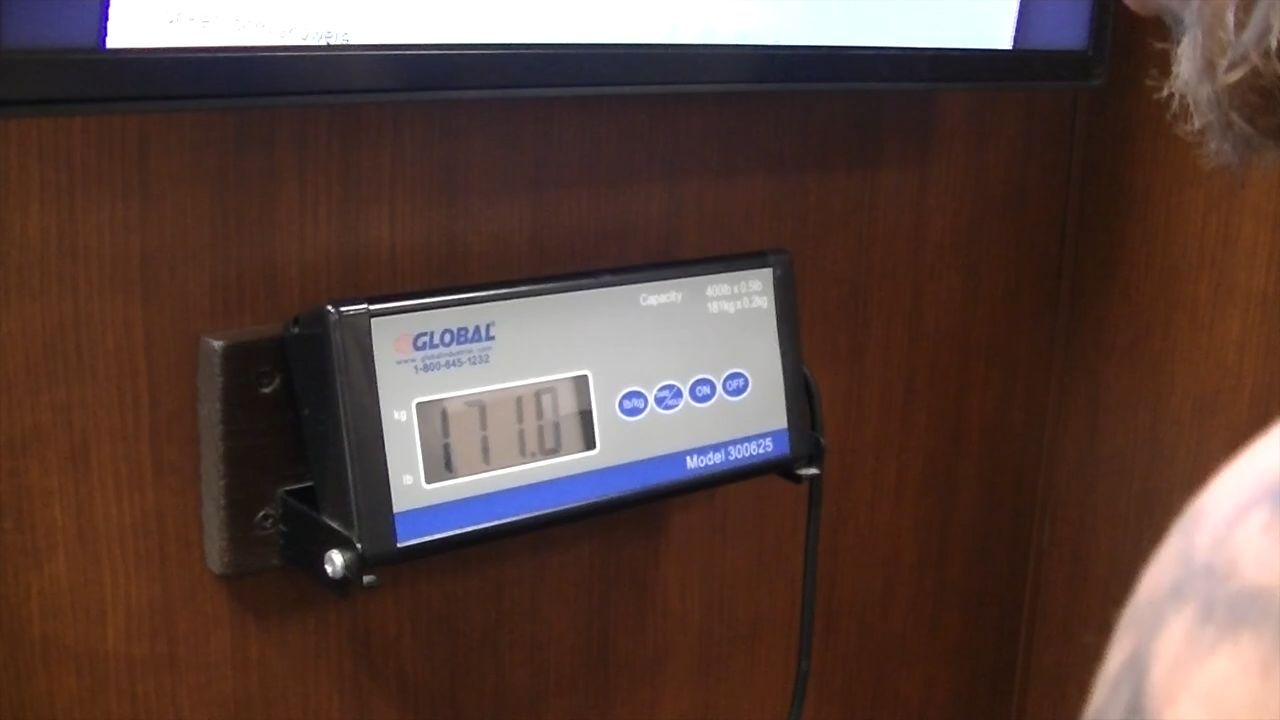 Capacity 400lb x 0.5lb
181kg x 0.2kg
GLOBAL
www.globalindustrial.com
1-800-645-1232
kg
171.0
lb
lb/kg
ON
OFF
Model 300625